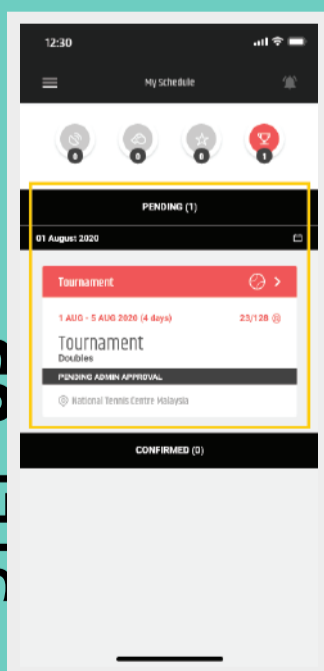 12:30
My Schedule
0 0 0 1
PENDING (1)
01 August 2020
Tournament
1 AUG - 5 AUG 2020 (4 days) 23/128
Tournament
Doubles
PENDING ADMIN APPROVAL
National Tennis Centre Malaysia
CONFIRMED (0)